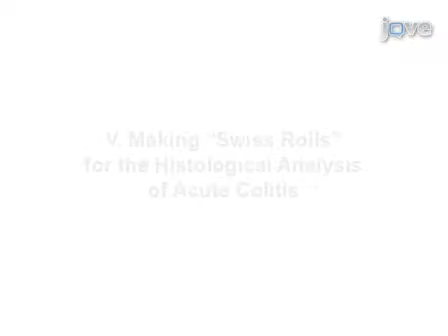 jove
V. Making "Swiss Rolls"
for the Histological Analysis
of Acute Colitis